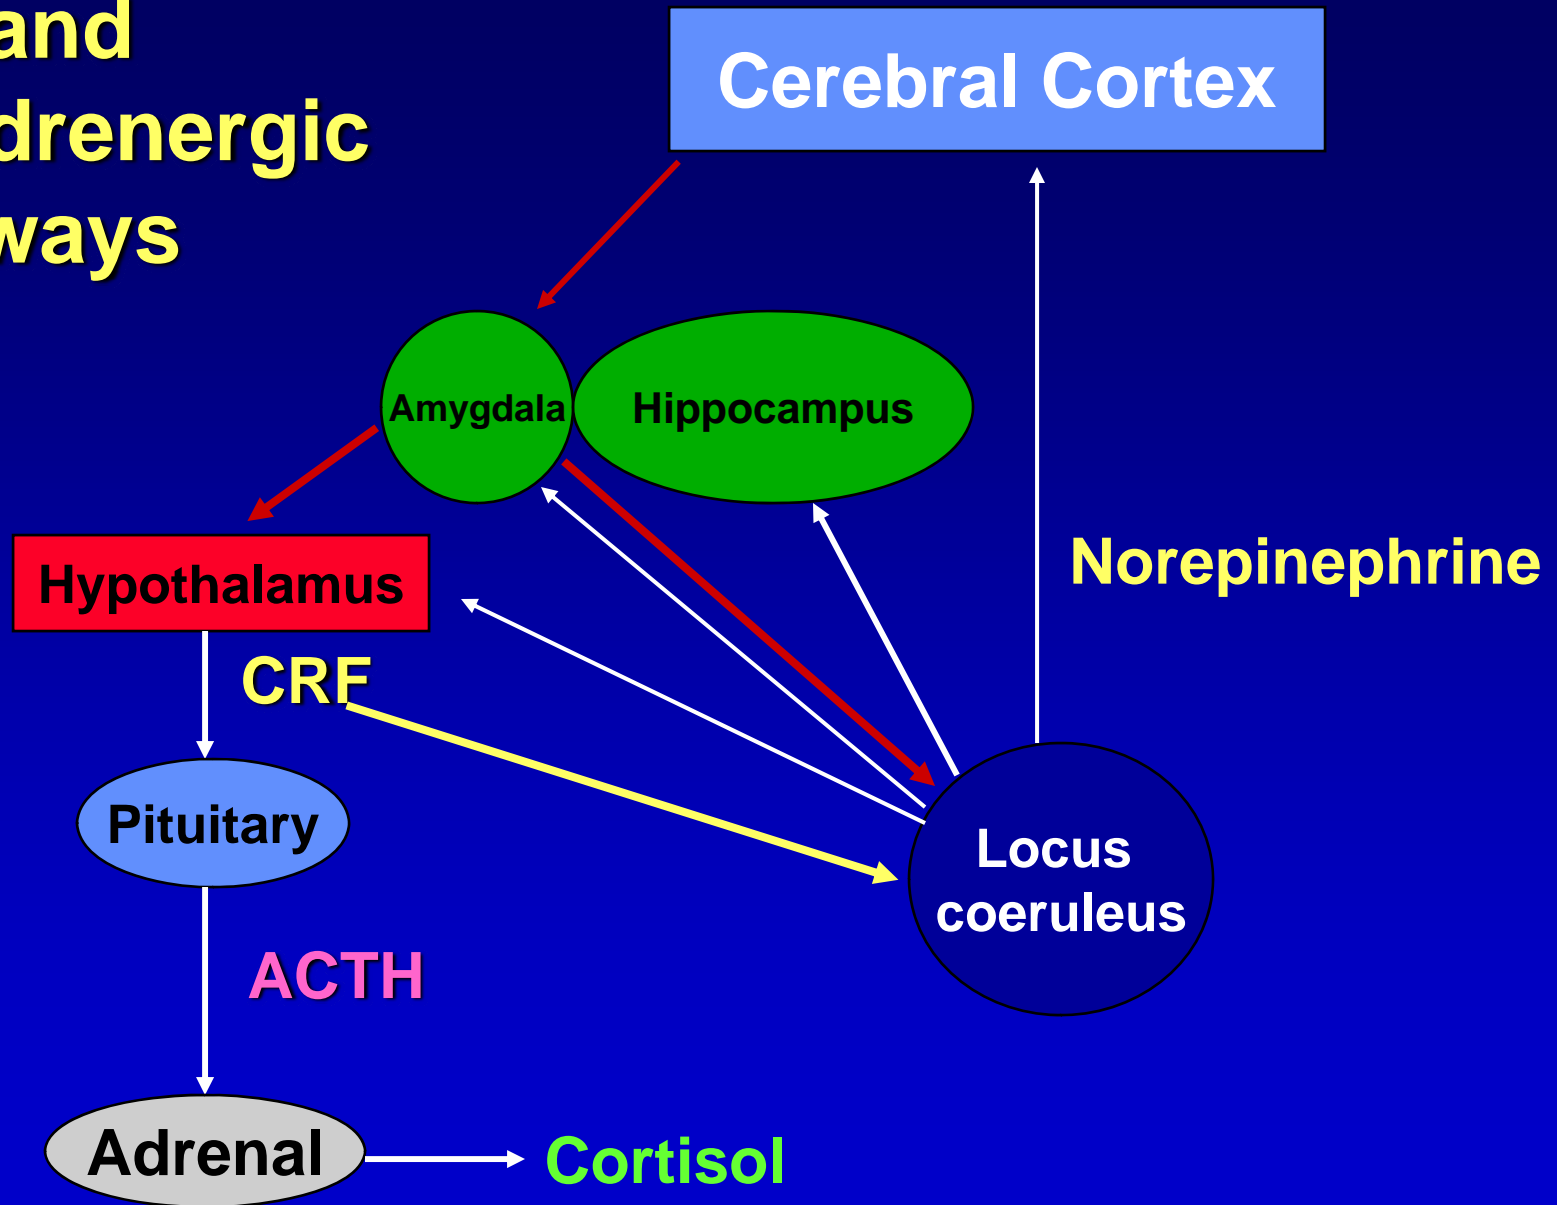 and
drenergic
ways
Cerebral Cortex
Amygdala
Hippocampus
Hypothalamus
Norepinephrine
CRF
Pituitary
Locus
coeruleus
ACTH
Adrenal
Cortisol